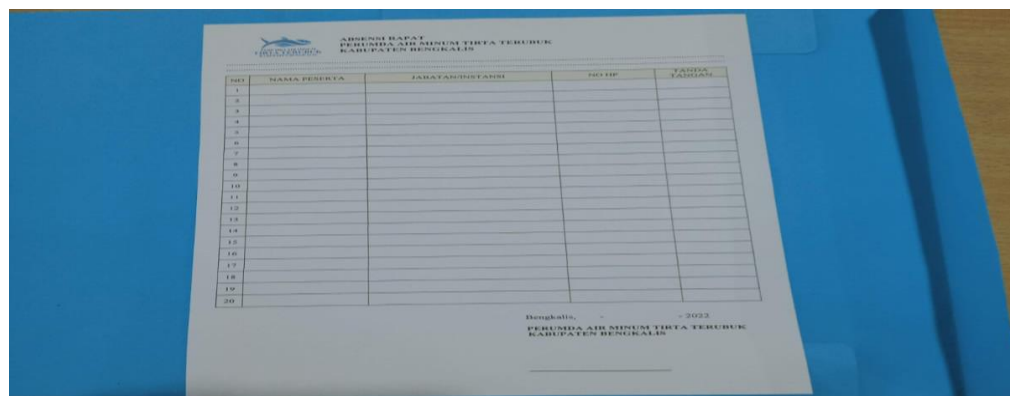 TIRTA TERUBUK
ABSENSI RAPAT
PERUMDA AIR MINUM TIRTA TERUBUK
KABUPATEN BENGKALIS
NO NAMA PESERTA JABATAN/INSTANSI NO HP TANDA TANGAN
1
2
3
4
5
6
7
8
9
10
11
12
13
14
15
16
17
18
19
20
Bengkalis, - - 2022
PERUMDA AIR MINUM TIRTA TERUBUK
KABUPATEN BENGKALIS